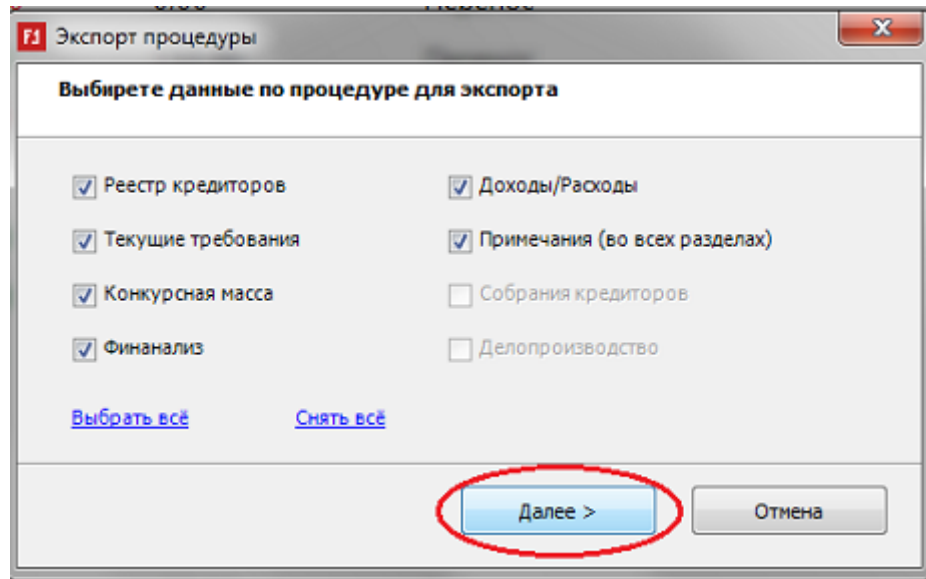 Экспорт процедуры
Выбирете данные по процедуре для экспорта
Реестр кредиторов
Доходы/Расходы
Текущие требования
Примечания (во всех разделах)
Конкурсная масса
Собрания кредиторов
Финанализ
Делопроизводство
Выбрать всё
Снять всё
Далее >
Отмена